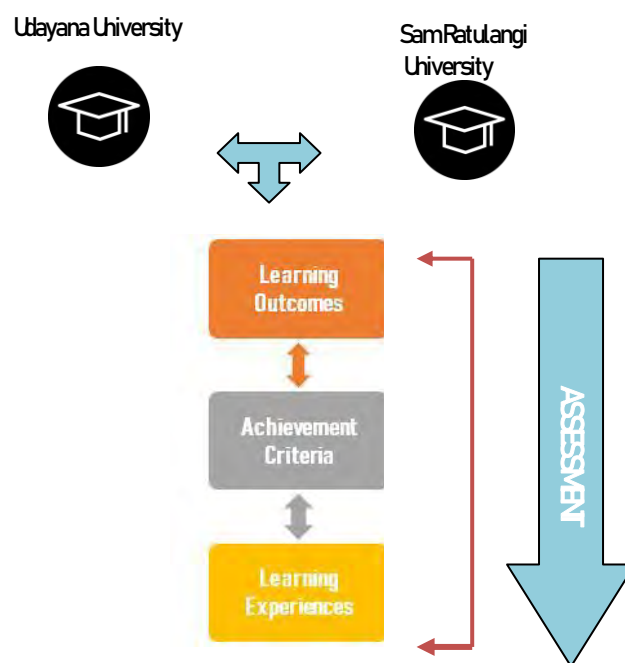 Udayana University
Sam Ratulangi
University
Learning
Outcomes
Achievement
Criteria
Learning
Experiences
ASSESSMENT